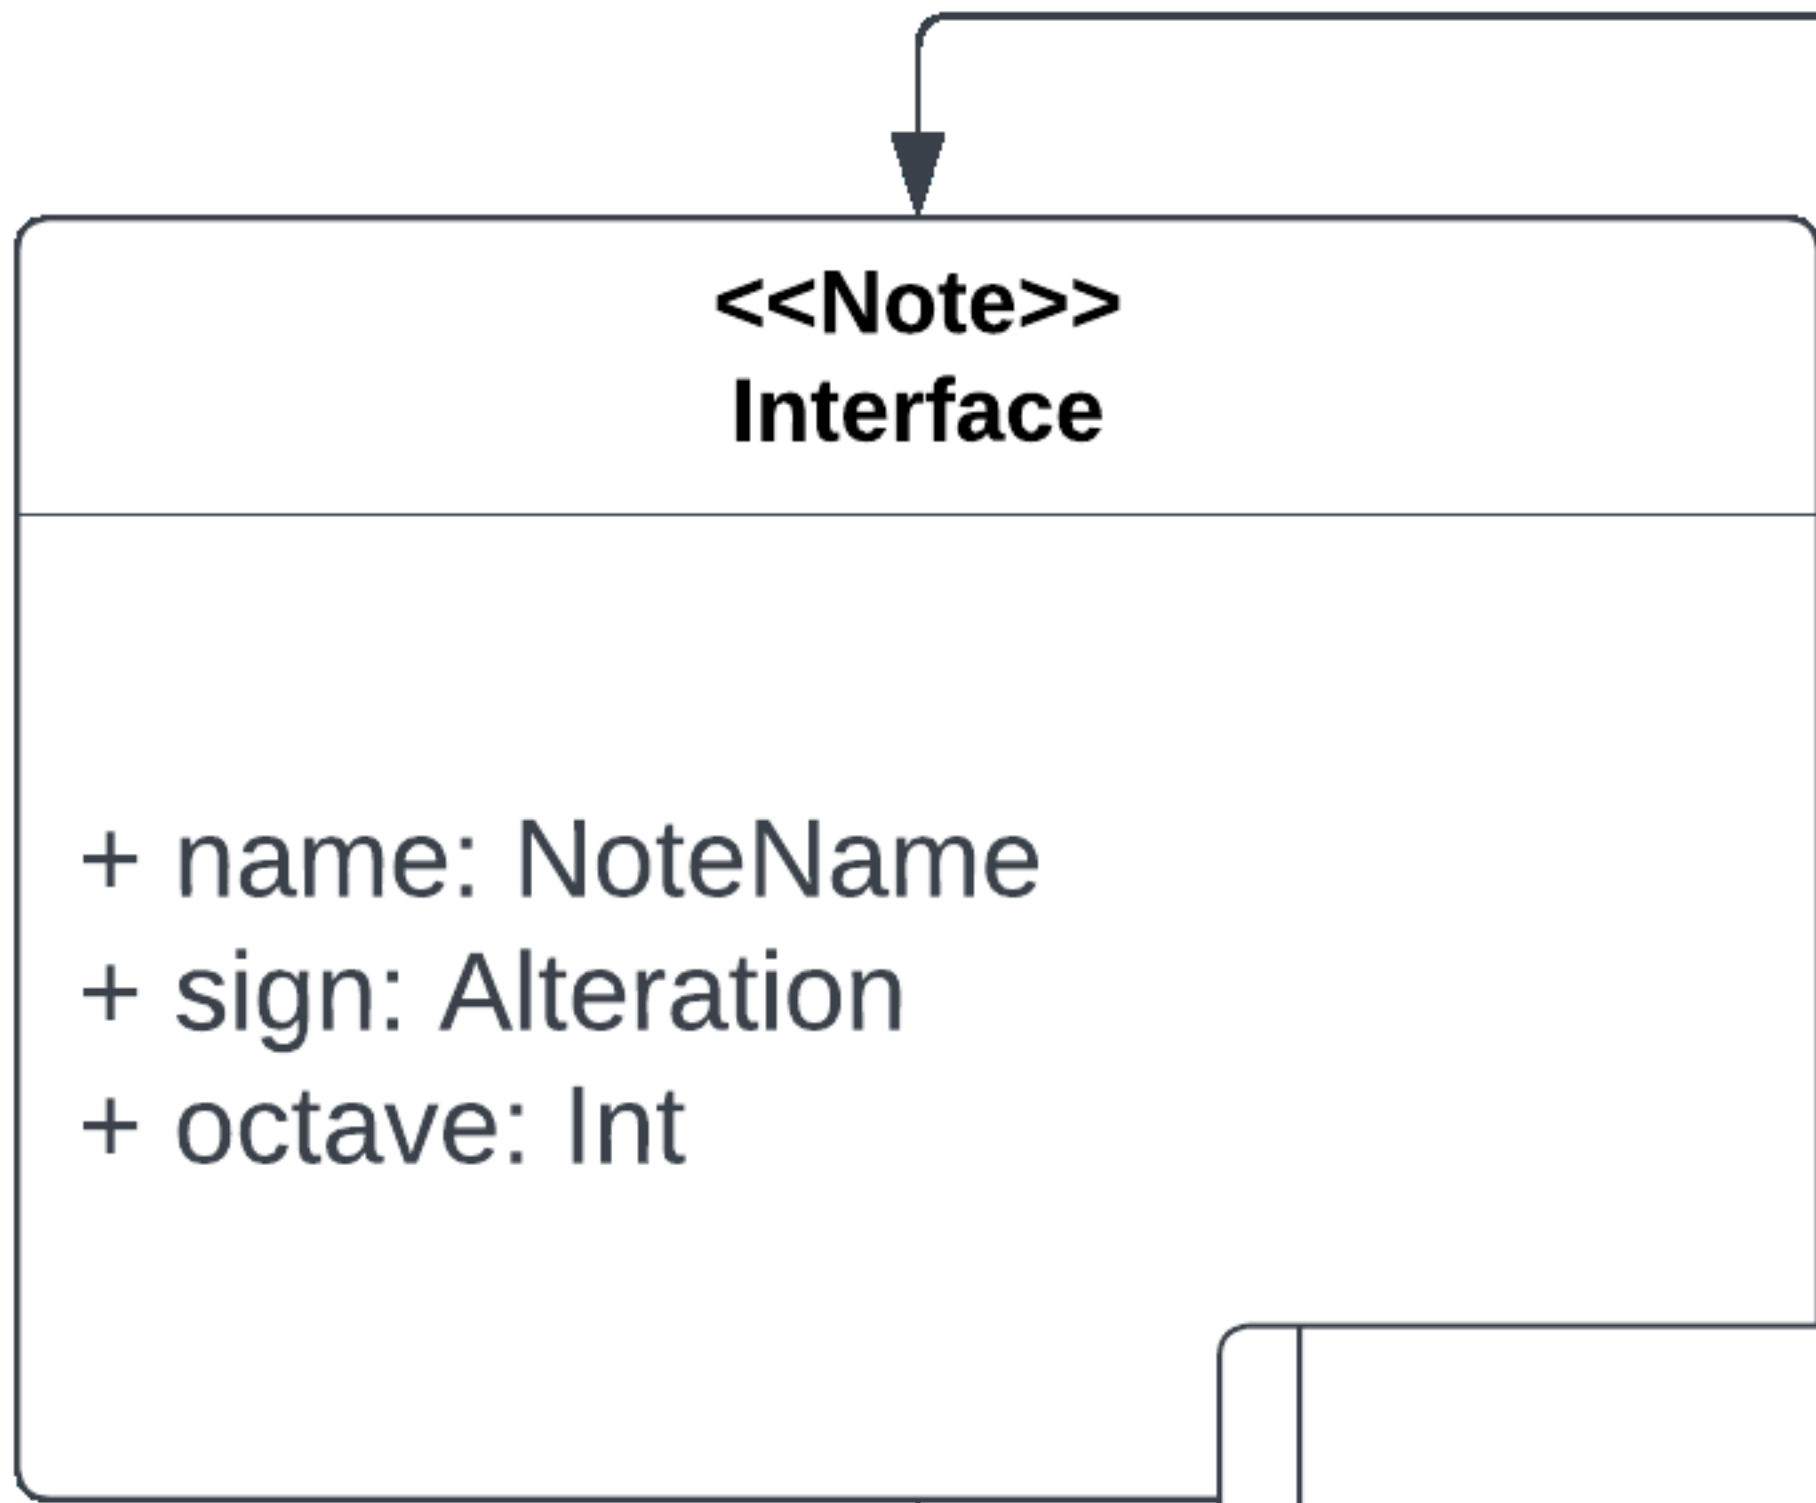 <<Note>>
Interface
+ name: NoteName
+ sign: Alteration
+ octave: Int